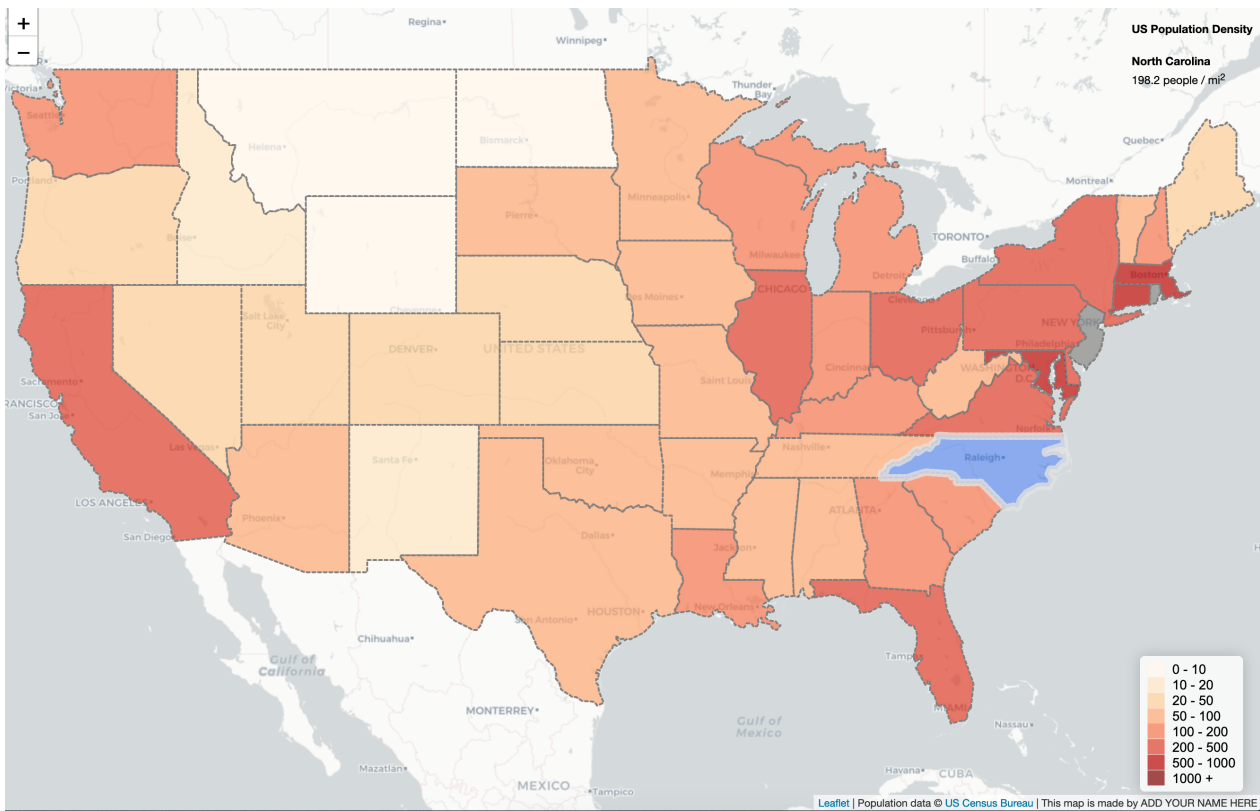 +
−
US Population Density
North Carolina
198.2 people / mi²
Regina
Winnipeg
Thunder
Bay
Victoria
Seattle
Helena
Bismarck
Quebec
Montreal
Portland
Boise
Pierre
Minneapolis
TORONTO
Buffalo
Milwaukee
Detroit
Boston
Cheyenne
Des Moines
CHICAGO
Cleveland
Salt Lake
City
DENVER
UNITED STATES
Pittsburgh
NEW YORK
Philadelphia
Sacramento
Saint Louis
Cincinna
WASHINGTON
D.C.
RANCISCO
San Jose
Las Vegas
Norfolk
Santa Fe
Oklahoma
City
Nashville
Raleigh
Memphis
LOS ANGELES
Phoenix
ATLANTA
San Diego
Dallas
Jackson
New Orleans
HOUSTON
San Antonio
Chihuahua
Gulf of
California
Tampa
MIAMI
MONTERREY
Gulf of
Mexico
Nassau
Mazatlan
Havana
CUBA
MEXICO
Tampico
0 - 10
10 - 20
20 - 50
50 - 100
100 - 200
200 - 500
500 - 1000
1000 +
Leaflet | Population data © US Census Bureau | This map is made by ADD YOUR NAME HERE